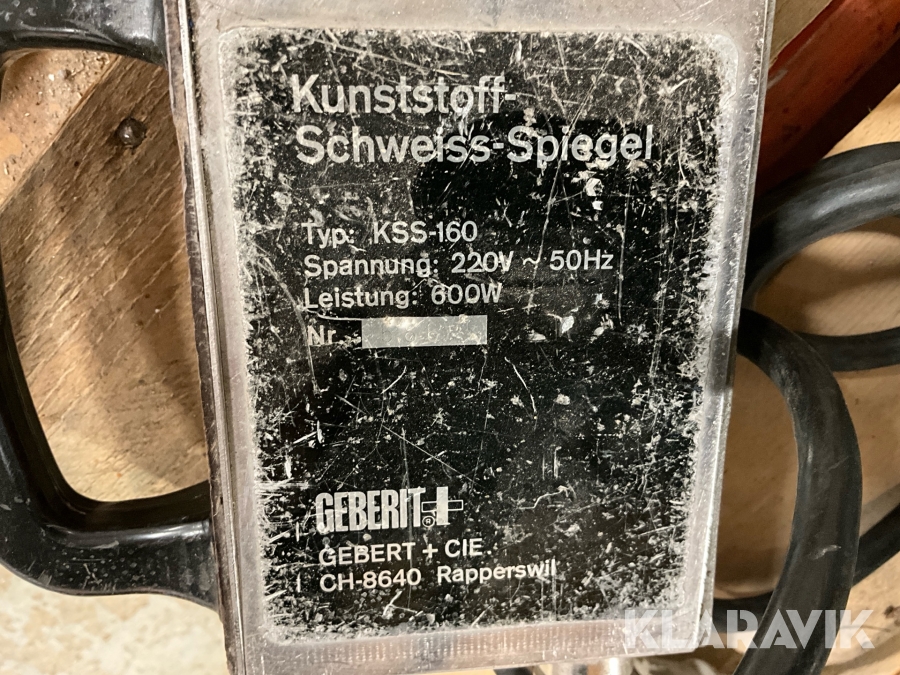 Kunststoff-
Schweiss-Spiegel
Typ: KSS-160
Spannung: 220V ~ 50Hz
Leistung: 600W
Nr.
GEBERIT
GEBERT + CIE.
CH-8640 Rapperswil
KLARAVIK